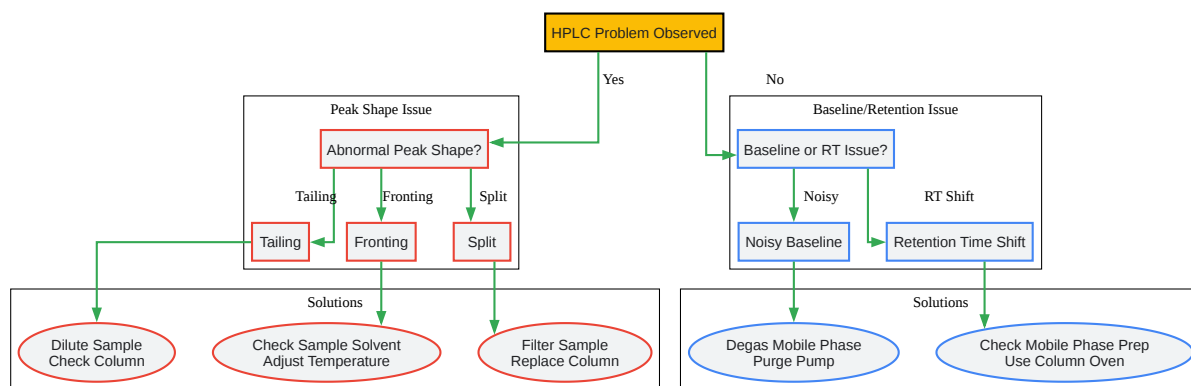 HPLC Problem Observed
Yes
No
Peak Shape Issue
Baseline/Retention Issue
Abnormal Peak Shape?
Baseline or RT Issue?
Tailing
Fronting
Split
Noisy
RT Shift
Tailing
Fronting
Split
Noisy Baseline
Retention Time Shift
Solutions
Solutions
Dilute Sample
Check Column
Check Sample Solvent
Adjust Temperature
Filter Sample
Replace Column
Degas Mobile Phase
Purge Pump
Check Mobile Phase Prep
Use Column Oven